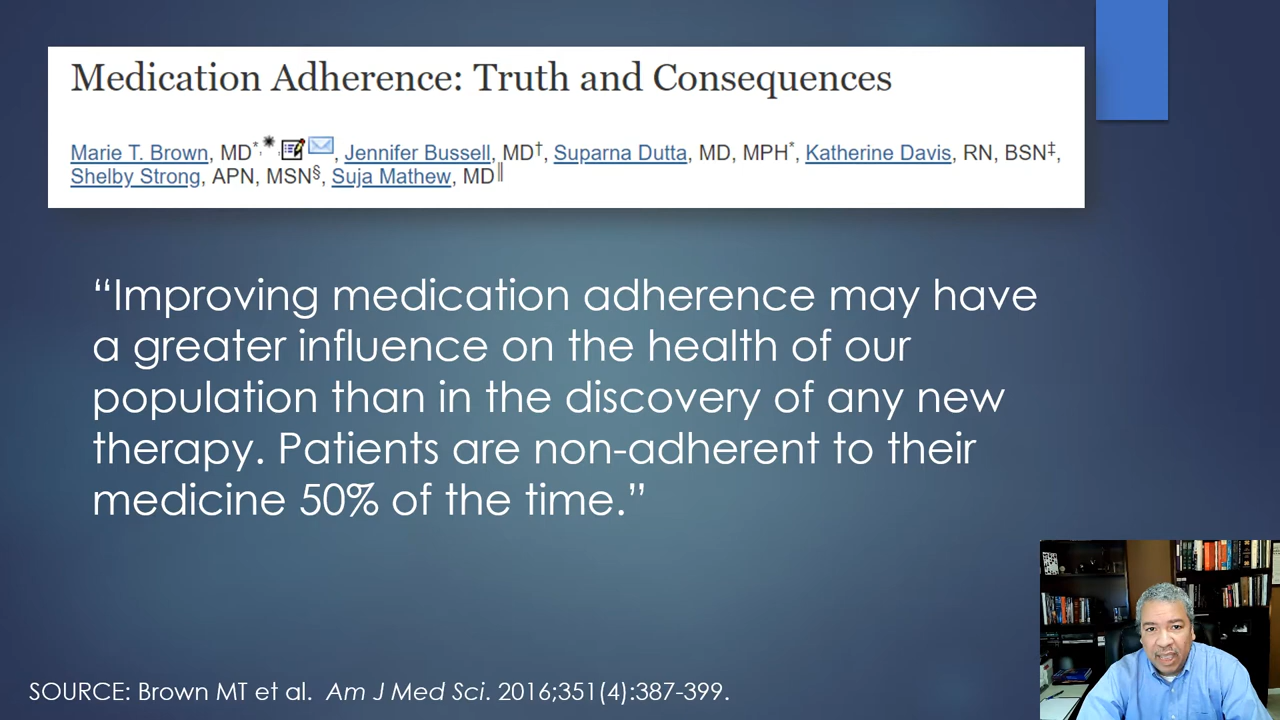 Medication Adherence: Truth and Consequences
Marie T. Brown, MD*,*, Jennifer Bussell, MD†, Suparna Dutta, MD, MPH*, Katherine Davis, RN, BSN‡,
Shelby Strong, APN, MSN§, Suja Mathew, MD‖
“Improving medication adherence may have
a greater influence on the health of our
population than in the discovery of any new
therapy. Patients are non-adherent to their
medicine 50% of the time.”
SOURCE: Brown MT et al. Am J Med Sci. 2016;351(4):387-399.